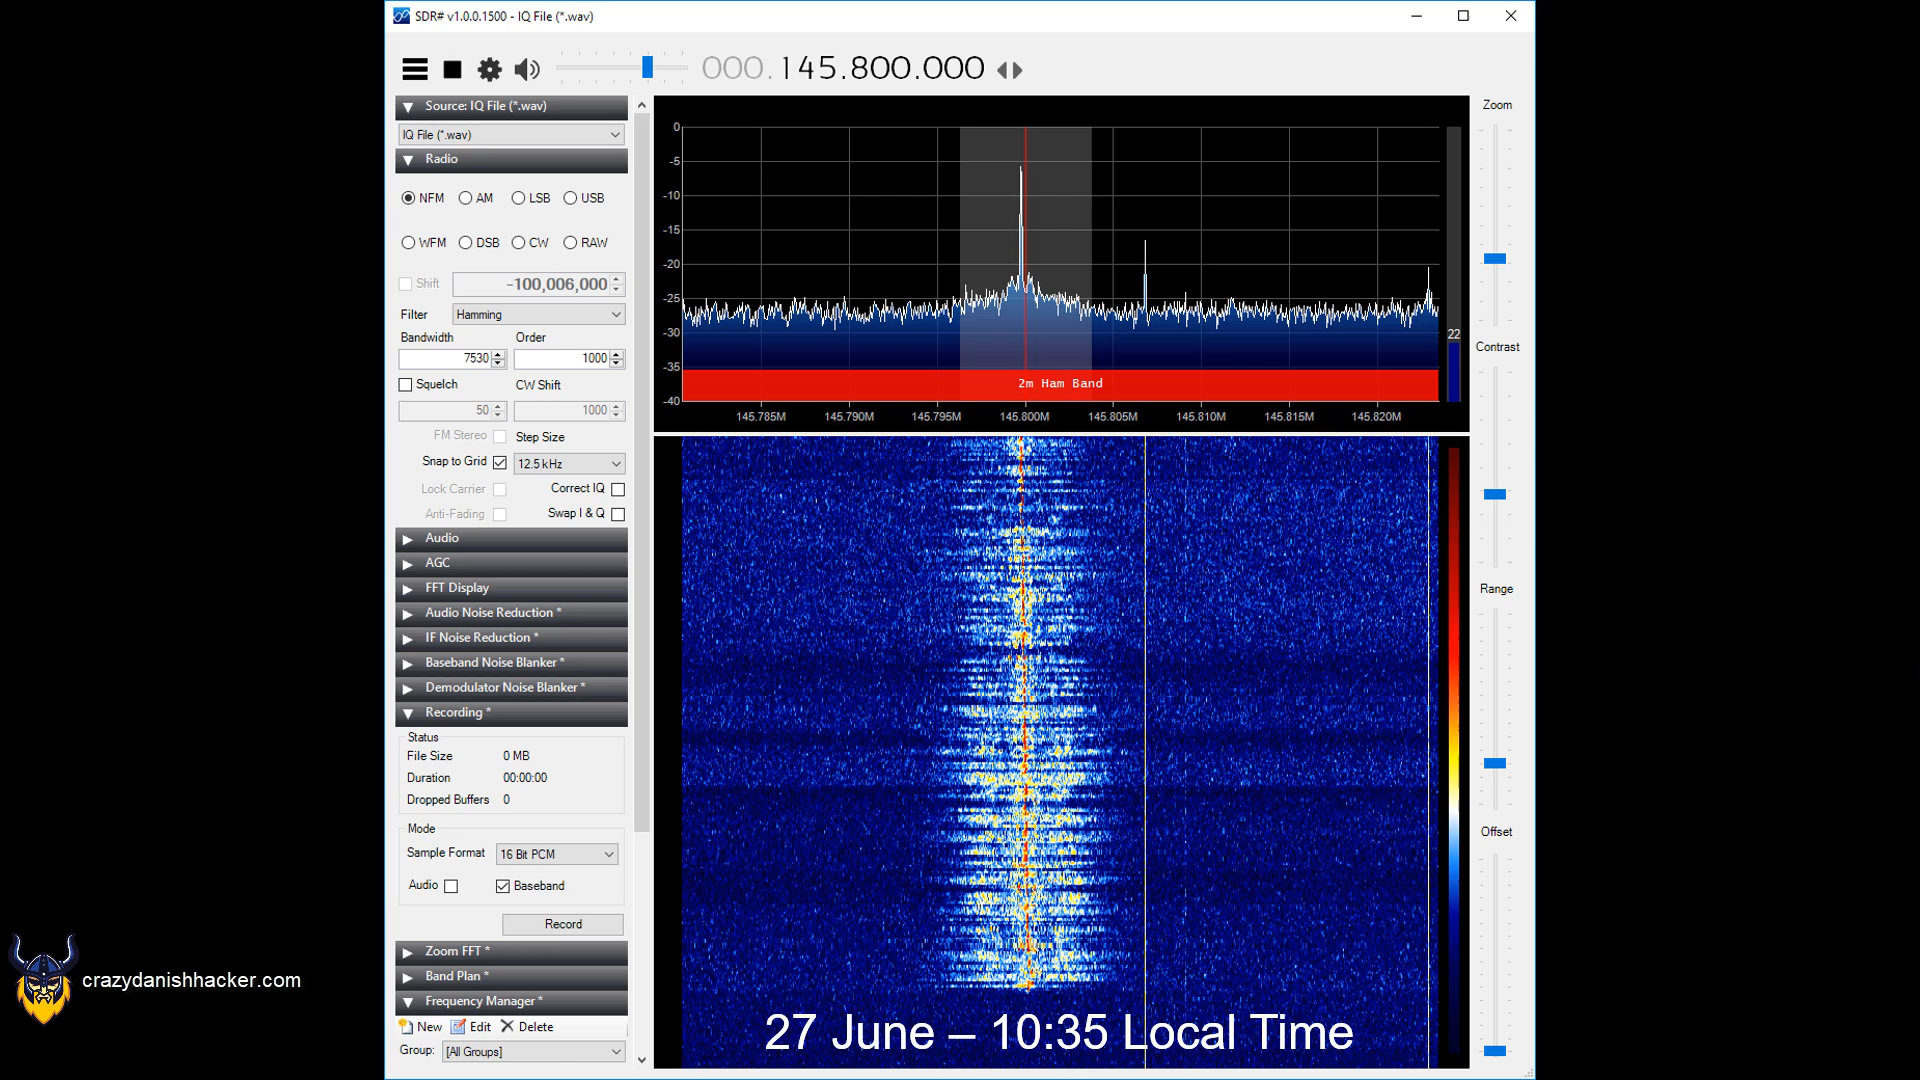 SDR# v1.0.0.1500 - IQ File (*.wav)
000.145.800.000
Source: IQ File (*.wav)
IQ File (*.wav)
Radio
NFM AM LSB USB
WFM DSB CW RAW
Shift -100,006,000
Filter Hamming
Bandwidth Order
7530 1000
Squelch CW Shift
50 1000
FM Stereo Step Size
Snap to Grid 12.5 kHz
Lock Carrier Correct IQ
Anti-Fading Swap I & Q
Audio
AGC
FFT Display
Audio Noise Reduction *
IF Noise Reduction *
Baseband Noise Blanker *
Demodulator Noise Blanker *
Recording *
Status
File Size 0 MB
Duration 00:00:00
Dropped Buffers 0
Mode
Sample Format 16 Bit PCM
Audio Baseband
Record
Zoom FFT *
Band Plan *
Frequency Manager *
New Edit Delete
Group: [All Groups]
0
-5
-10
-15
-20
-25
-30
-35
-40
2m Ham Band
145.785M 145.790M 145.795M 145.800M 145.805M 145.810M 145.815M 145.820M
22
Zoom
Contrast
Range
Offset
27 June – 10:35 Local Time
crazydanishhacker.com